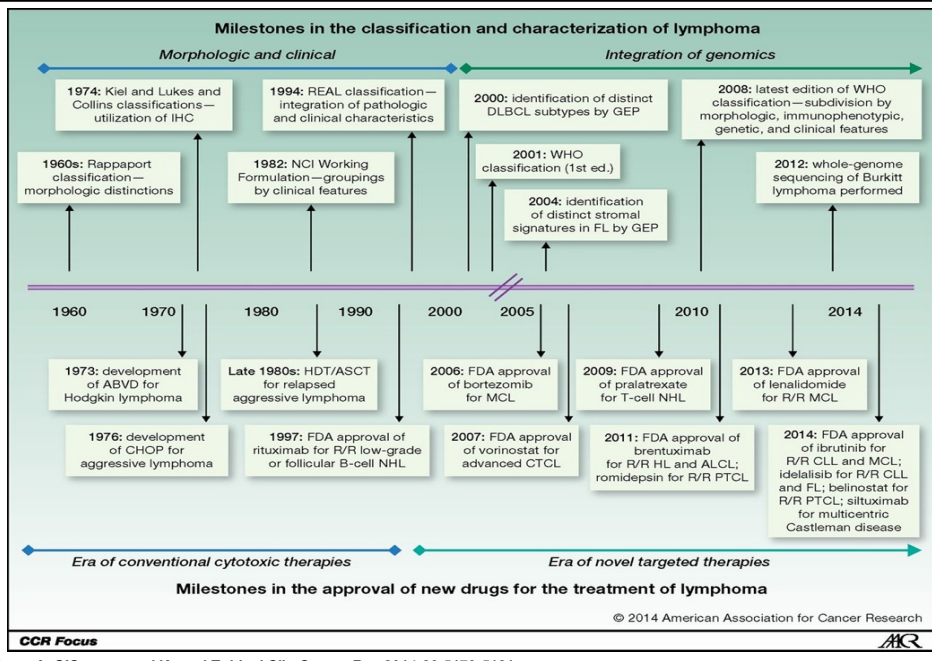 Milestones in the classification and characterization of lymphoma
Morphologic and clinical
Integration of genomics
1974: Kiel and Lukes and
Collins classifications—
utilization of IHC
1994: REAL classification—
integration of pathologic
and clinical characteristics
2000: identification of distinct
DLBCL subtypes by GEP
2008: latest edition of WHO
classification—subdivision by
morphologic, immunophenotypic,
genetic, and clinical features
1960s: Rappaport
classification—
morphologic distinctions
1982: NCI Working
Formulation—groupings
by clinical features
2001: WHO
classification (1st ed.)
2004: identification
of distinct stromal
signatures in FL by GEP
2012: whole-genome
sequencing of Burkitt
lymphoma performed
1960 1970 1980 1990 2000 2005 2010 2014
1973: development
of ABVD for
Hodgkin lymphoma
Late 1980s: HDT/ASCT
for relapsed
aggressive lymphoma
2006: FDA approval
of bortezomib
for MCL
2009: FDA approval
of pralatrexate
for T-cell NHL
2013: FDA approval
of lenalidomide
for R/R MCL
1976: development
of CHOP for
aggressive lymphoma
1997: FDA approval of
rituximab for R/R low-grade
or follicular B-cell NHL
2007: FDA approval
of vorinostat for
advanced CTCL
2011: FDA approval of
brentuximab
for R/R HL and ALCL;
romidepsin for R/R PTCL
2014: FDA approval
of ibrutinib for
R/R CLL and MCL;
idelalisib for R/R CLL
and FL; belinostat for
R/R PTCL; siltuximab
for multicentric
Castleman disease
Era of conventional cytotoxic therapies
Era of novel targeted therapies
Milestones in the approval of new drugs for the treatment of lymphoma
© 2014 American Association for Cancer Research
CCR Focus
AACR